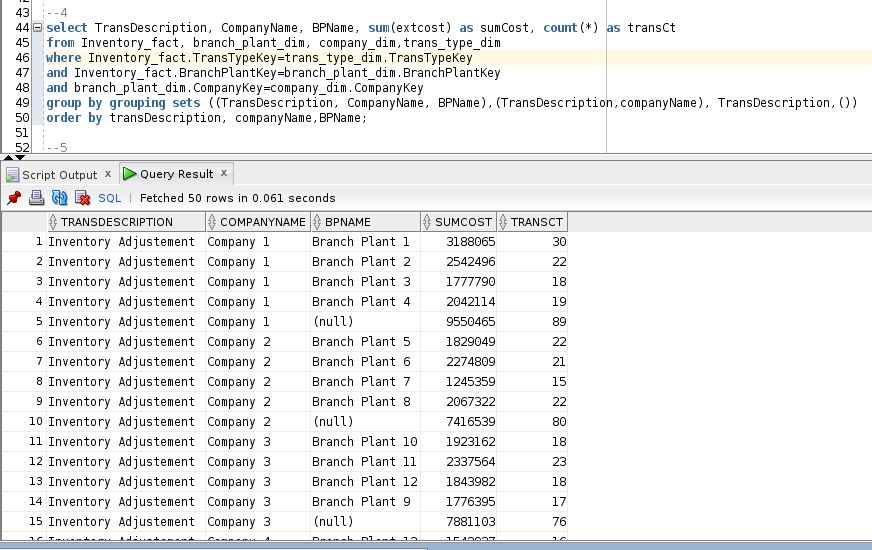 43 --4
44 select TransDescription, CompanyName, BPName, sum(extcost) as sumCost, count(*) as transCt
45 from Inventory_fact, branch_plant_dim, company_dim,trans_type_dim
46 where Inventory_fact.TransTypeKey=trans_type_dim.TransTypeKey
47 and Inventory_fact.BranchPlantKey=branch_plant_dim.BranchPlantKey
48 and branch_plant_dim.CompanyKey=company_dim.CompanyKey
49 group by grouping sets ((TransDescription, CompanyName, BPName),(TransDescription,companyName), TransDescription,())
50 order by transDescription, companyName,BPName;
51
52 --5
Script Output x Query Result x
SQL | Fetched 50 rows in 0.061 seconds
TRANSDESCRIPTION COMPANYNAME BPNAME SUMCOST TRANSCT
1 Inventory Adjustement Company 1 Branch Plant 1 3188065 30
2 Inventory Adjustement Company 1 Branch Plant 2 2542496 22
3 Inventory Adjustement Company 1 Branch Plant 3 1777790 18
4 Inventory Adjustement Company 1 Branch Plant 4 2042114 19
5 Inventory Adjustement Company 1 (null) 9550465 89
6 Inventory Adjustement Company 2 Branch Plant 5 1829049 22
7 Inventory Adjustement Company 2 Branch Plant 6 2274809 21
8 Inventory Adjustement Company 2 Branch Plant 7 1245359 15
9 Inventory Adjustement Company 2 Branch Plant 8 2067322 22
10 Inventory Adjustement Company 2 (null) 7416539 80
11 Inventory Adjustement Company 3 Branch Plant 10 1923162 18
12 Inventory Adjustement Company 3 Branch Plant 11 2337564 23
13 Inventory Adjustement Company 3 Branch Plant 12 1843982 18
14 Inventory Adjustement Company 3 Branch Plant 9 1776395 17
15 Inventory Adjustement Company 3 (null) 7881103 76